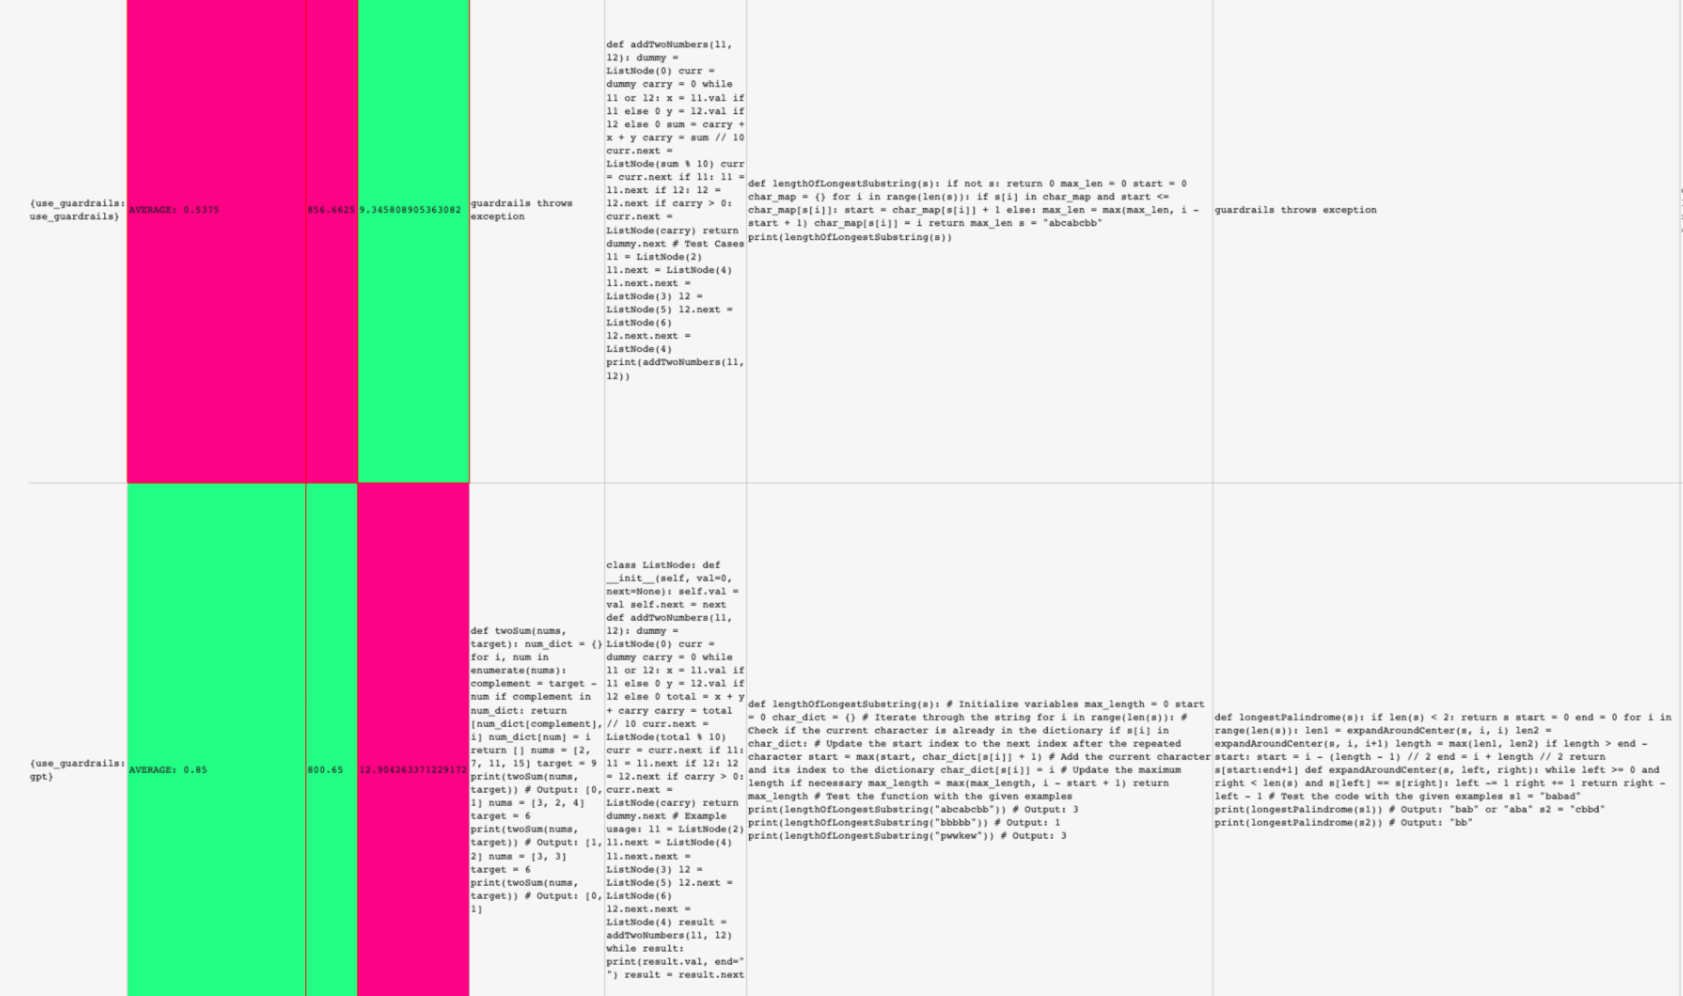 {use_guardrails:
use_guardrails}
AVERAGE: 0.5375
856.6625
9.345808905363082
guardrails throws
exception
def addTwoNumbers(l1,
l2): dummy =
ListNode(0) curr =
dummy carry = 0 while
l1 or l2: x = l1.val if
l1 else 0 y = l2.val if
l2 else 0 sum = carry +
x + y carry = sum // 10
curr.next =
ListNode(sum % 10) curr
= curr.next if l1: l1 =
l1.next if l2: l2 =
l2.next if carry > 0:
curr.next =
ListNode(carry) return
dummy.next # Test Cases
l1 = ListNode(2)
l1.next = ListNode(4)
l1.next.next =
ListNode(3) l2 =
ListNode(5) l2.next =
ListNode(6)
l2.next.next =
ListNode(4)
print(addTwoNumbers(l1,
l2))
def lengthOfLongestSubstring(s): if not s: return 0 max_len = 0 start = 0
char_map = {} for i in range(len(s)): if s[i] in char_map and start <=
char_map[s[i]]: start = char_map[s[i]] + 1 else: max_len = max(max_len, i -
start + 1) char_map[s[i]] = i return max_len s = "abcabcbb"
print(lengthOfLongestSubstring(s))
guardrails throws exception
{use_guardrails:
gpt}
AVERAGE: 0.85
800.65
12.904263371229172
def twoSum(nums,
target): num_dict = {}
for i, num in
enumerate(nums):
complement = target -
num if complement in
num_dict: return
[num_dict[complement],
i] num_dict[num] = i
return [] nums = [2,
7, 11, 15] target = 9
print(twoSum(nums,
target)) # Output: [0,
1] nums = [3, 2, 4]
target = 6
print(twoSum(nums,
target)) # Output: [1,
2] nums = [3, 3]
target = 6
print(twoSum(nums,
target)) # Output: [0,
1]
class ListNode: def
__init__(self, val=0,
next=None): self.val =
val self.next = next
def addTwoNumbers(l1,
l2): dummy =
ListNode(0) curr =
dummy carry = 0 while
l1 or l2: x = l1.val if
l1 else 0 y = l2.val if
l2 else 0 total = x + y
+ carry carry = total
// 10 curr.next =
ListNode(total % 10)
curr = curr.next if l1:
l1 = l1.next if l2: l2
= l2.next if carry > 0:
curr.next =
ListNode(carry) return
dummy.next # Example
usage: l1 = ListNode(2)
l1.next = ListNode(4)
l1.next.next =
ListNode(3) l2 =
ListNode(5) l2.next =
ListNode(6)
l2.next.next =
ListNode(4) result =
addTwoNumbers(l1, l2)
while result:
print(result.val, end="
") result = result.next
def lengthOfLongestSubstring(s): # Initialize variables max_length = 0 start
= 0 char_dict = {} # Iterate through the string for i in range(len(s)): #
Check if the current character is already in the dictionary if s[i] in
char_dict: # Update the start index to the next index after the repeated
character start = max(start, char_dict[s[i]] + 1) # Add the current character
and its index to the dictionary char_dict[s[i]] = i # Update the maximum
length if necessary max_length = max(max_length, i - start + 1) return
max_length # Test the function with the given examples
print(lengthOfLongestSubstring("abcabcbb")) # Output: 3
print(lengthOfLongestSubstring("bbbbb")) # Output: 1
print(lengthOfLongestSubstring("pwwkew")) # Output: 3
def longestPalindrome(s): if len(s) < 2: return s start = 0 end = 0 for i in
range(len(s)): len1 = expandAroundCenter(s, i, i) len2 =
expandAroundCenter(s, i, i+1) length = max(len1, len2) if length > end -
start: start = i - (length - 1) // 2 end = i + length // 2 return
s[start:end+1] def expandAroundCenter(s, left, right): while left >= 0 and
right < len(s) and s[left] == s[right]: left -= 1 right += 1 return right -
left - 1 # Test the code with the given examples s1 = "babad"
print(longestPalindrome(s1)) # Output: "bab" or "aba" s2 = "cbbd"
print(longestPalindrome(s2)) # Output: "bb"